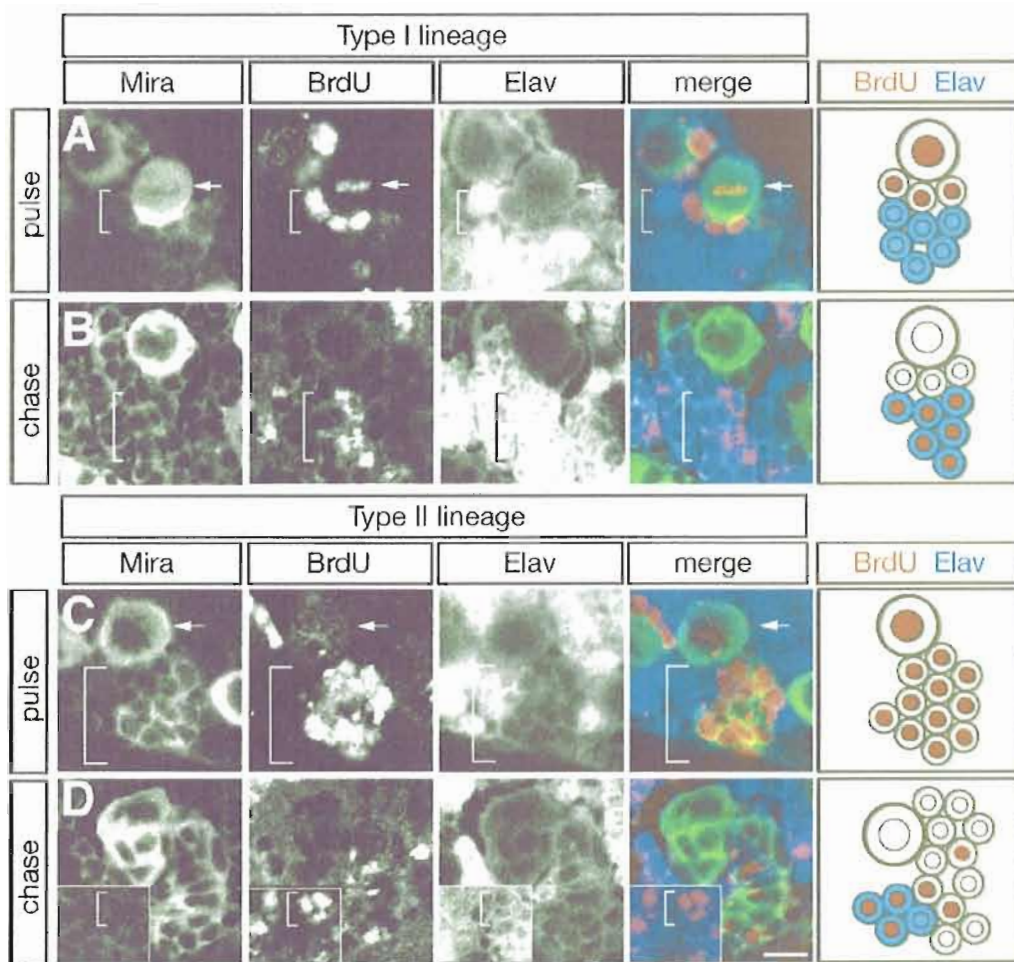 Type I lineage
Mira BrdU Elav merge BrdU Elav
pulse
A
chase
B
Type II lineage
Mira BrdU Elav merge BrdU Elav
pulse
C
chase
D